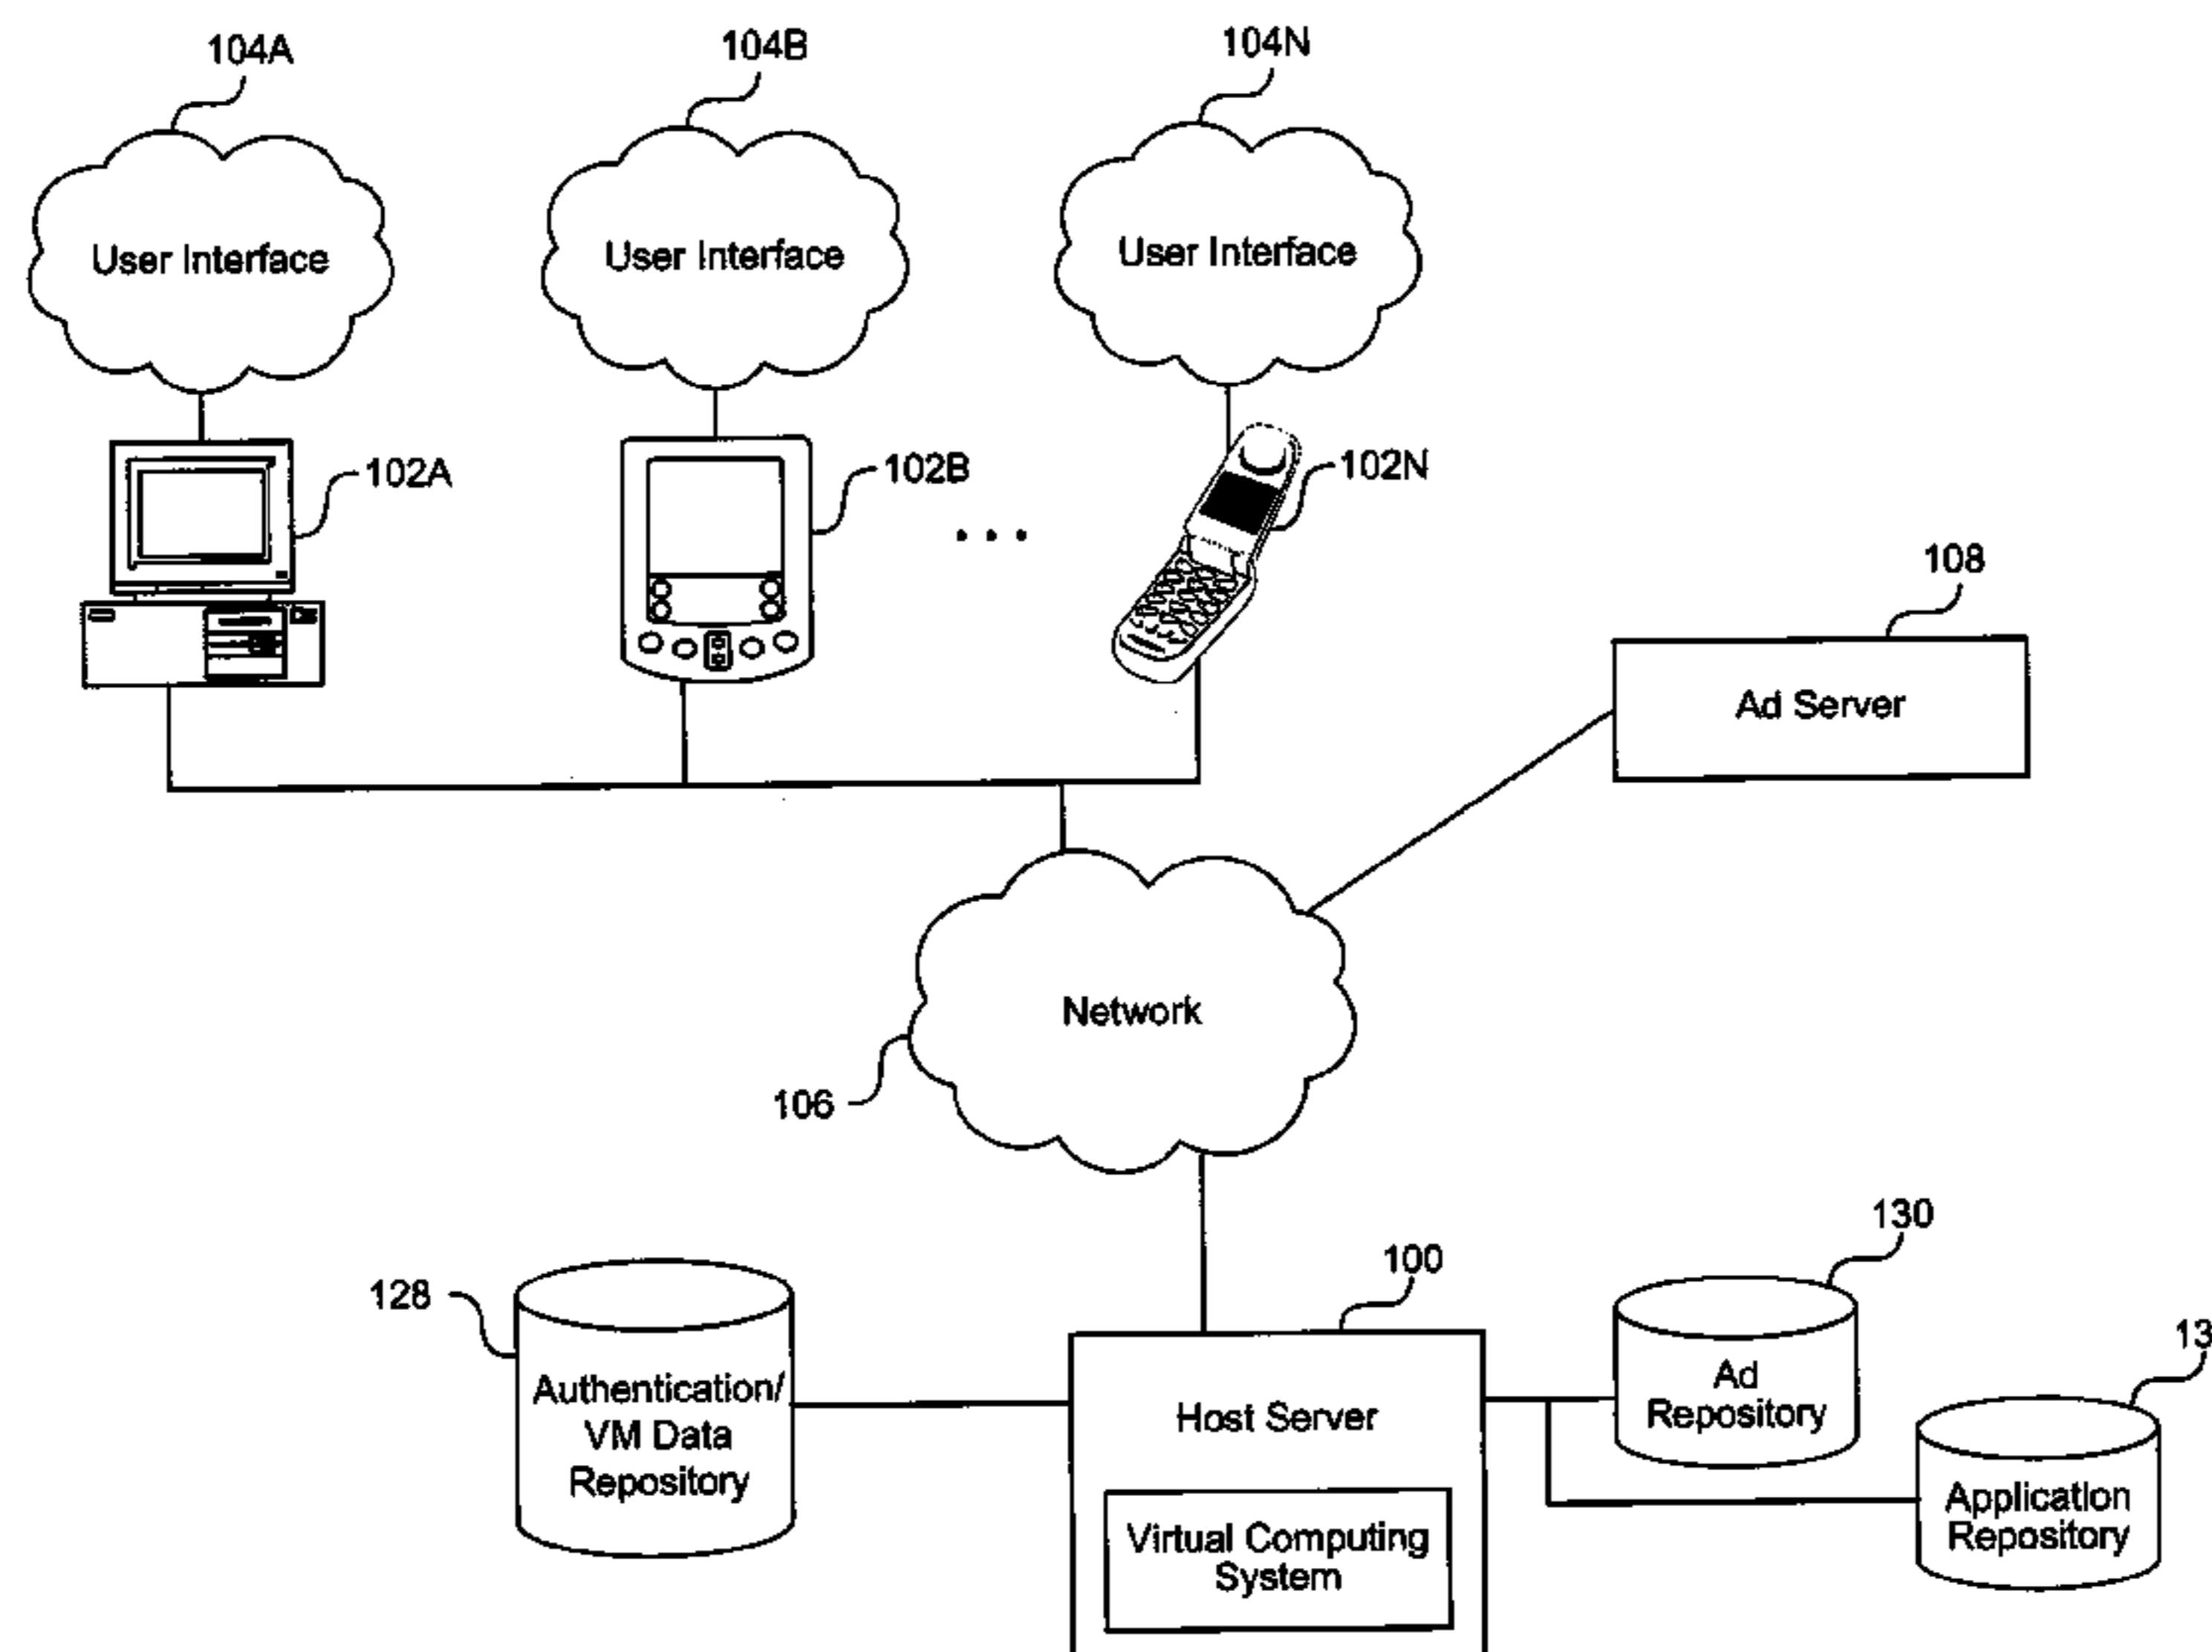 104A
104B
104N
User Interface
User Interface
User Interface
102A
102B
102N
108
Ad Server
Network
106
130
100
128
13
Authentication/
VM Data
Repository
Host Server
Ad
Repository
Virtual Computing
System
Application
Repository